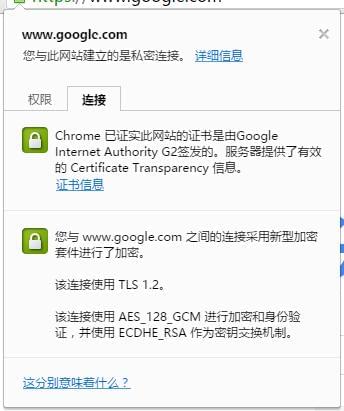 https://www.google.com
www.google.com
您与此网站建立的是私密连接。 详细信息
权限 连接
Chrome 已证实此网站的证书是由Google
Internet Authority G2签发的。服务器提供了有效
的 Certificate Transparency 信息。
证书信息
您与 www.google.com 之间的连接采用新型加密
套件进行了加密。
该连接使用 TLS 1.2。
该连接使用 AES_128_GCM 进行加密和身份验
证，并使用 ECDHE_RSA 作为密钥交换机制。
这分别意味着什么？